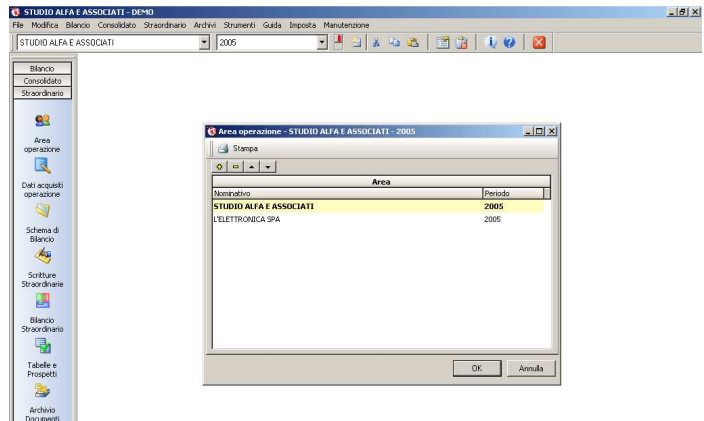 STUDIO ALFA E ASSOCIATI - DEMO
File Modifica Bilancio Consolidato Straordinario Archivi Strumenti Guida Imposta Manutenzione
STUDIO ALFA E ASSOCIATI 2005
Bilancio
Consolidato
Straordinario
Area
operazione
Dati acquisiti
operazione
Schema di
Bilancio
Scritture
Straordinarie
Bilancio
Straordinario
Tabelle e
Prospetti
Archivio
Documenti
Area operazione - STUDIO ALFA E ASSOCIATI - 2005
Stampa
Area
Nominativo Periodo
STUDIO ALFA E ASSOCIATI 2005
L'ELETTRONICA SPA 2005
OK Annulla